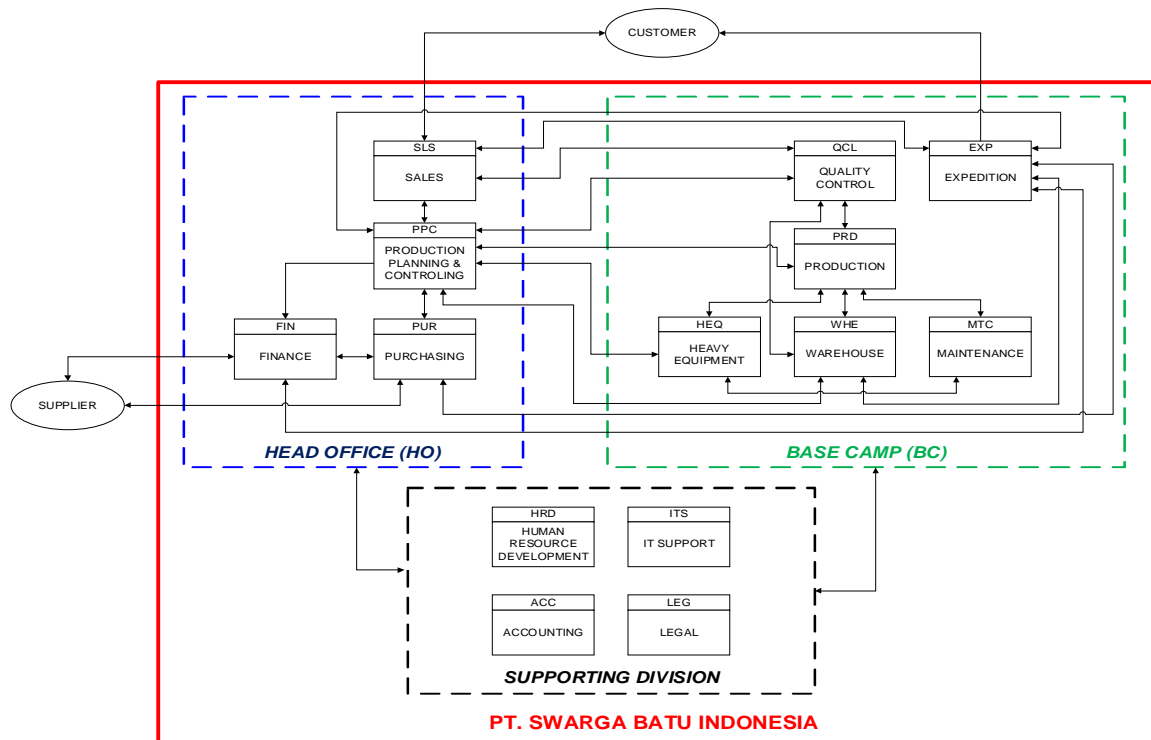 CUSTOMER
SLS
SALES
QCL
QUALITY
CONTROL
EXP
EXPEDITION
PPC
PRODUCTION
PLANNING &
CONTROLING
PRD
PRODUCTION
FIN
FINANCE
PUR
PURCHASING
HEQ
HEAVY
EQUIPMENT
WHE
WAREHOUSE
MTC
MAINTENANCE
SUPPLIER
HEAD OFFICE (HO)
BASE CAMP (BC)
HRD
HUMAN
RESOURCE
DEVELOPMENT
ITS
IT SUPPORT
ACC
ACCOUNTING
LEG
LEGAL
SUPPORTING DIVISION
PT. SWARGA BATU INDONESIA